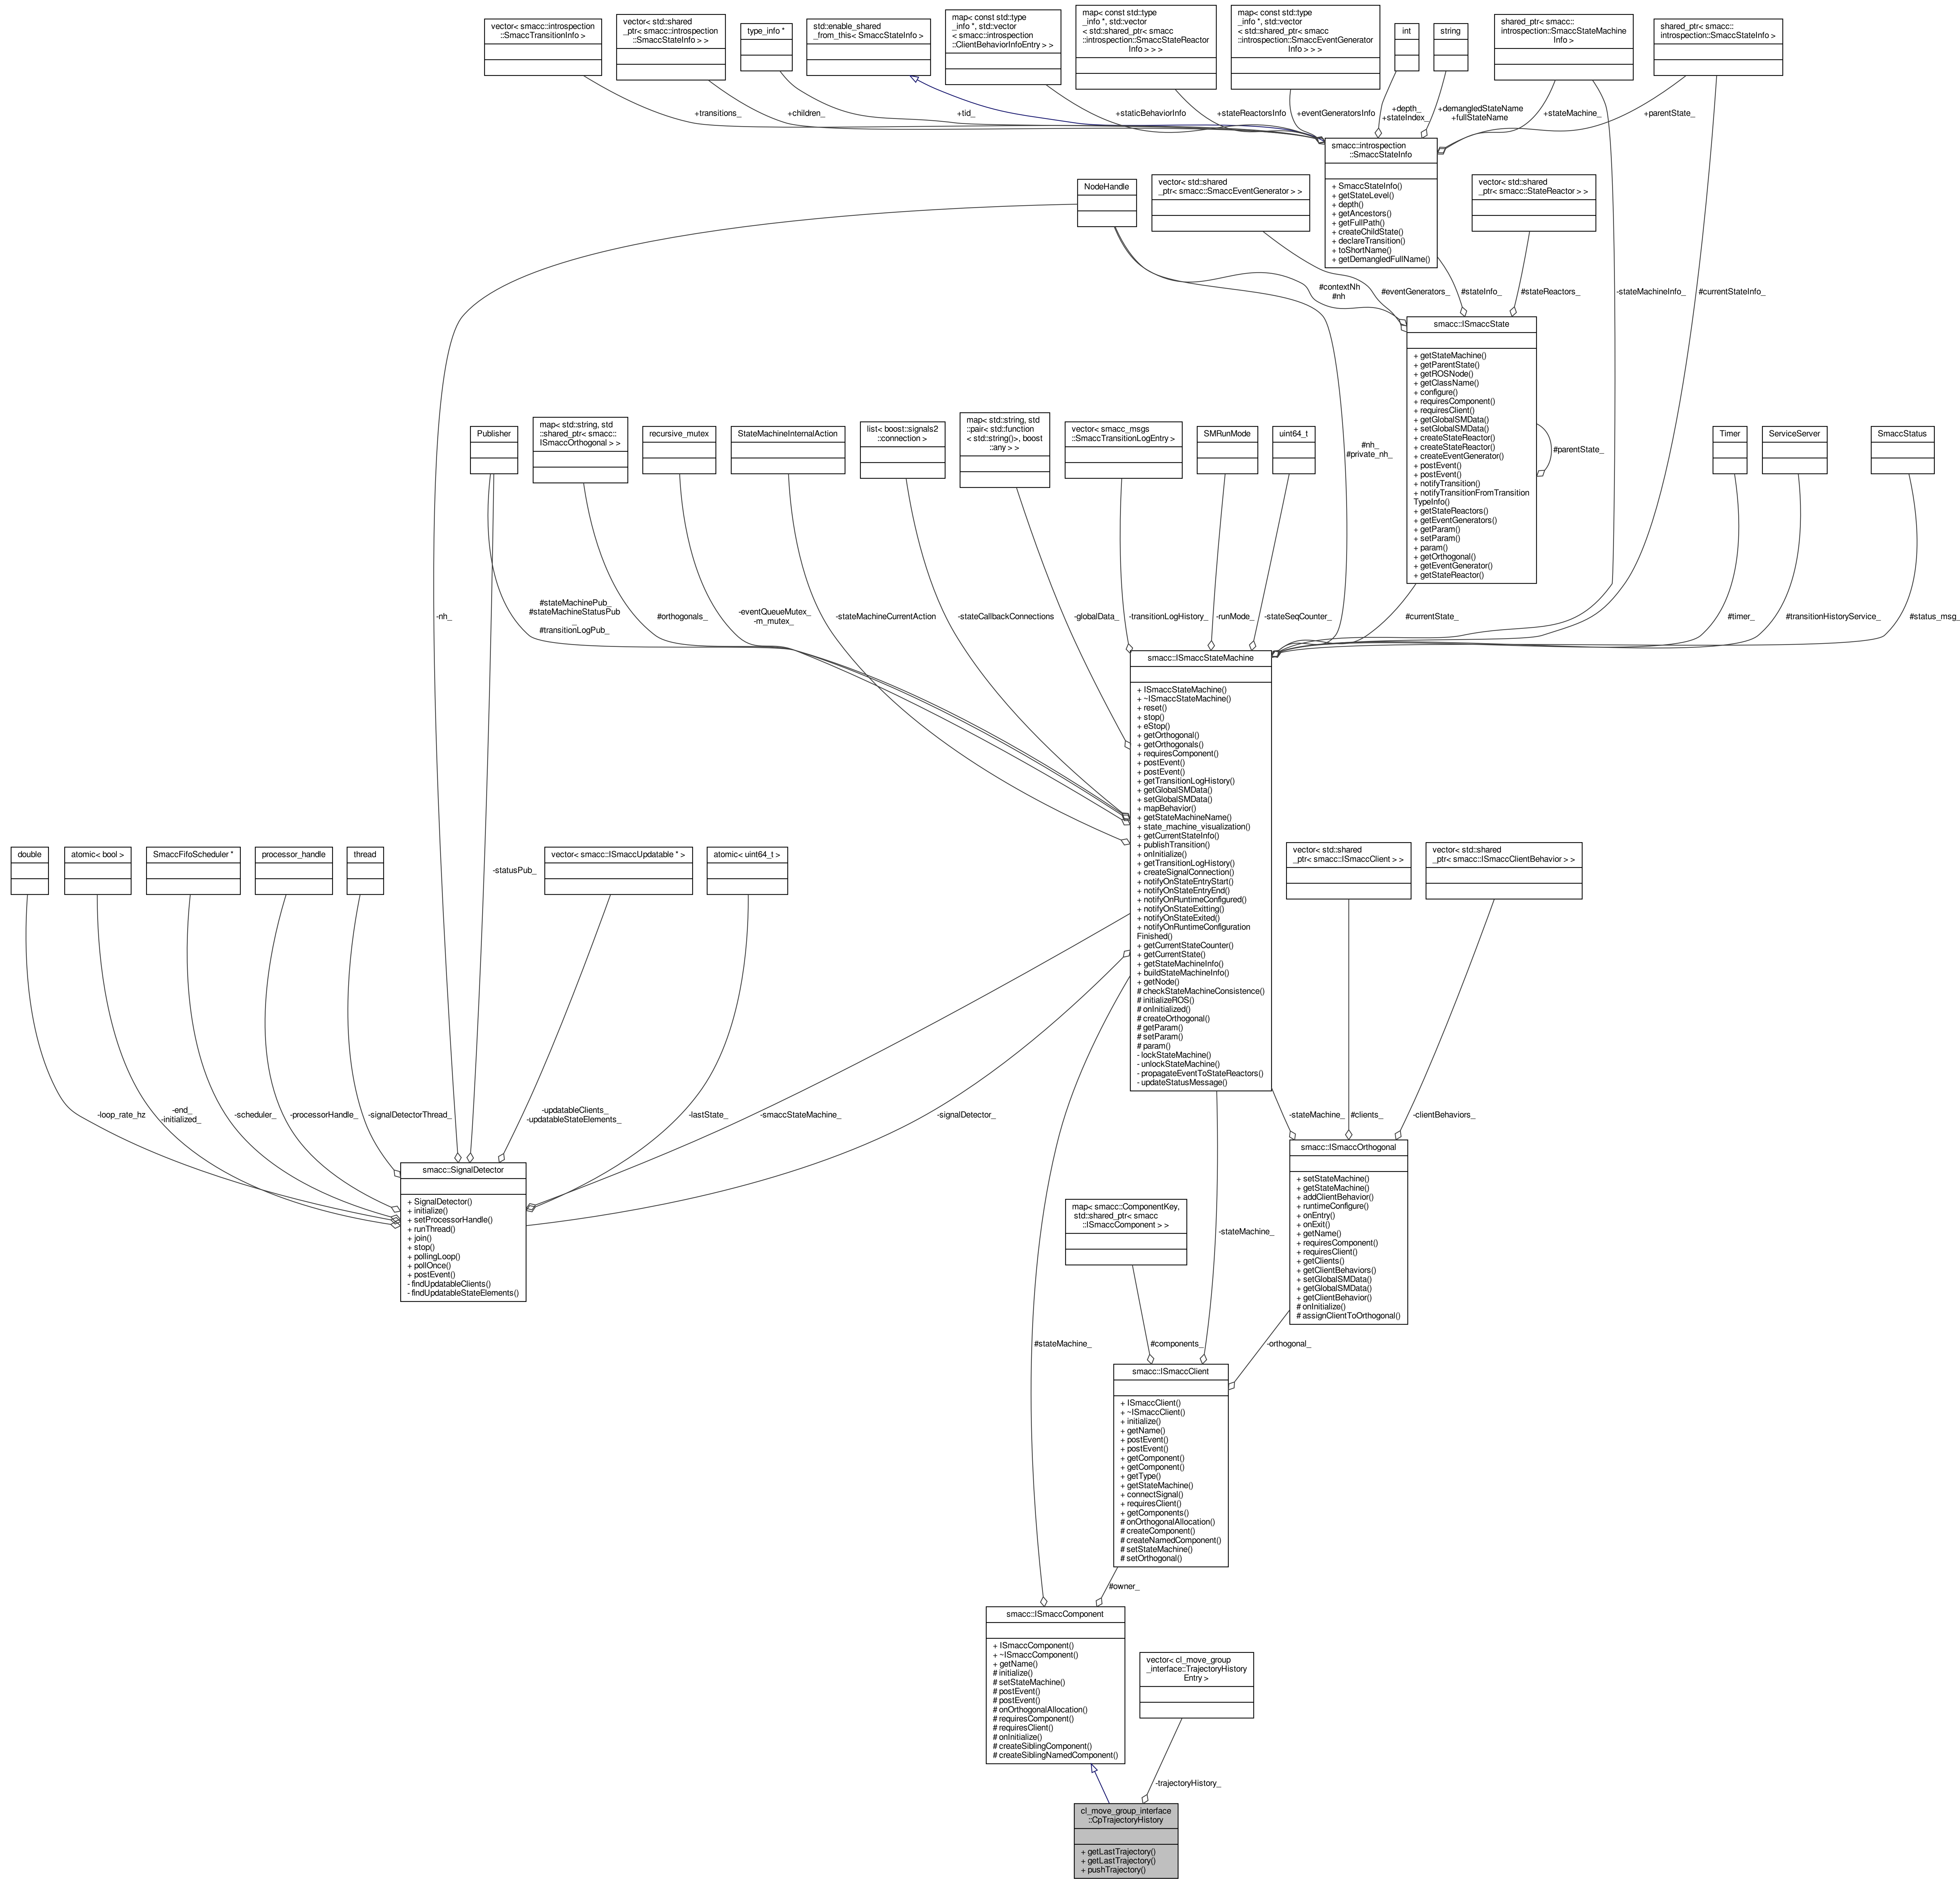 vector< smacc::introspection
::SmaccTransitionInfo >
vector< std::shared
_ptr< smacc::introspection
::SmaccStateInfo > >
type_info *
std::enable_shared
_from_this< SmaccStateInfo >
map< const std::type
_info *, std::vector
< smacc::introspection
::ClientBehaviorInfoEntry > >
map< const std::type
_info *, std::vector
< std::shared_ptr< smacc
::introspection::SmaccStateReactor
Info > > >
map< const std::type
_info *, std::vector
< std::shared_ptr< smacc
::introspection::SmaccEventGenerator
Info > > >
int
string
shared_ptr< smacc::
introspection::SmaccStateMachine
Info >
shared_ptr< smacc::
introspection::SmaccStateInfo >
+transitions_
+children_
+tid_
+staticBehaviorInfo
+stateReactorsInfo
+eventGeneratorsInfo
+depth_
+stateIndex_
+demangledStateName
+fullStateName
+stateMachine_
+parentState_
smacc::introspection
::SmaccStateInfo
+ SmaccStateInfo()
+ getStateLevel()
+ depth()
+ getAncestors()
+ getFullPath()
+ createChildState()
+ declareTransition()
+ toShortName()
+ getDemangledFullName()
NodeHandle
vector< std::shared
_ptr< smacc::SmaccEventGenerator > >
vector< std::shared
_ptr< smacc::StateReactor > >
#contextNh
#nh
#eventGenerators_
#stateInfo_
#stateReactors_
-stateMachineInfo_
#currentStateInfo_
smacc::ISmaccState
+ getStateMachine()
+ getParentState()
+ getROSNode()
+ getClassName()
+ configure()
+ requiresComponent()
+ requiresClient()
+ getGlobalSMData()
+ setGlobalSMData()
+ createStateReactor()
+ createStateReactor()
+ createEventGenerator()
+ postEvent()
+ postEvent()
+ notifyTransition()
+ notifyTransitionFromTransition
TypeInfo()
+ getStateReactors()
+ getEventGenerators()
+ getParam()
+ setParam()
+ param()
+ getOrthogonal()
+ getEventGenerator()
+ getStateReactor()
#parentState_
Publisher
map< std::string, std
::shared_ptr< smacc::
ISmaccOrthogonal > >
recursive_mutex
StateMachineInternalAction
list< boost::signals2
::connection >
map< std::string, std
::pair< std::function
< std::string()>, boost
::any > >
vector< smacc_msgs
::SmaccTransitionLogEntry >
SMRunMode
uint64_t
#nh_
#private_nh_
Timer
ServiceServer
SmaccStatus
-nh_
#stateMachinePub_
#stateMachineStatusPub
_
#transitionLogPub_
#orthogonals_
-eventQueueMutex_
-m_mutex_
-stateMachineCurrentAction
-stateCallbackConnections
-globalData_
-transitionLogHistory_
-runMode_
-stateSeqCounter_
#currentState_
#timer_
#transitionHistoryService_
#status_msg_
smacc::ISmaccStateMachine
+ ISmaccStateMachine()
+ ~ISmaccStateMachine()
+ reset()
+ stop()
+ eStop()
+ getOrthogonal()
+ getOrthogonals()
+ requiresComponent()
+ postEvent()
+ postEvent()
+ getTransitionLogHistory()
+ getGlobalSMData()
+ setGlobalSMData()
+ mapBehavior()
+ getStateMachineName()
+ state_machine_visualization()
+ getCurrentStateInfo()
+ publishTransition()
+ onInitialize()
+ getTransitionLogHistory()
+ createSignalConnection()
+ notifyOnStateEntryStart()
+ notifyOnStateEntryEnd()
+ notifyOnRuntimeConfigured()
+ notifyOnStateExitting()
+ notifyOnStateExited()
+ notifyOnRuntimeConfiguration
Finished()
+ getCurrentStateCounter()
+ getCurrentState()
+ getStateMachineInfo()
+ buildStateMachineInfo()
+ getNode()
# checkStateMachineConsistence()
# initializeROS()
# onInitialized()
# createOrthogonal()
# getParam()
# setParam()
# param()
- lockStateMachine()
- unlockStateMachine()
- propagateEventToStateReactors()
- updateStatusMessage()
double
atomic< bool >
SmaccFifoScheduler *
processor_handle
thread
-statusPub_
vector< smacc::ISmaccUpdatable * >
atomic< uint64_t >
vector< std::shared
_ptr< smacc::ISmaccClient > >
vector< std::shared
_ptr< smacc::ISmaccClientBehavior > >
-loop_rate_hz
-end_
-initialized_
-scheduler_
-processorHandle_
-signalDetectorThread_
-updatableClients_
-updatableStateElements_
-lastState_
-smaccStateMachine_
-signalDetector_
-stateMachine_
#clients_
-clientBehaviors_
smacc::SignalDetector
+ SignalDetector()
+ initialize()
+ setProcessorHandle()
+ runThread()
+ join()
+ stop()
+ pollingLoop()
+ pollOnce()
+ postEvent()
- findUpdatableClients()
- findUpdatableStateElements()
smacc::ISmaccOrthogonal
+ setStateMachine()
+ getStateMachine()
+ addClientBehavior()
+ runtimeConfigure()
+ onEntry()
+ onExit()
+ getName()
+ requiresComponent()
+ requiresClient()
+ getClients()
+ getClientBehaviors()
+ setGlobalSMData()
+ getGlobalSMData()
+ getClientBehavior()
# onInitialize()
# assignClientToOrthogonal()
map< smacc::ComponentKey,
std::shared_ptr< smacc
::ISmaccComponent > >
-stateMachine_
#stateMachine_
#components_
-orthogonal_
smacc::ISmaccClient
+ ISmaccClient()
+ ~ISmaccClient()
+ initialize()
+ getName()
+ postEvent()
+ postEvent()
+ getComponent()
+ getComponent()
+ getType()
+ getStateMachine()
+ connectSignal()
+ requiresClient()
+ getComponents()
# onOrthogonalAllocation()
# createComponent()
# createNamedComponent()
# setStateMachine()
# setOrthogonal()
#owner_
smacc::ISmaccComponent
+ ISmaccComponent()
+ ~ISmaccComponent()
+ getName()
# initialize()
# setStateMachine()
# postEvent()
# postEvent()
# onOrthogonalAllocation()
# requiresComponent()
# requiresClient()
# onInitialize()
# createSiblingComponent()
# createSiblingNamedComponent()
vector< cl_move_group
_interface::TrajectoryHistory
Entry >
-trajectoryHistory_
cl_move_group_interface
::CpTrajectoryHistory
+ getLastTrajectory()
+ getLastTrajectory()
+ pushTrajectory()